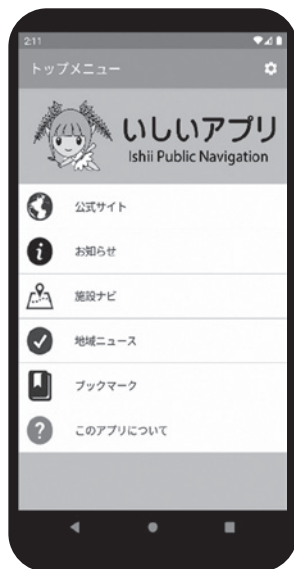 2:11
トップメニュー
いしいアプリ
Ishii Public Navigation
公式サイト
お知らせ
施設ナビ
地域ニュース
ブックマーク
このアプリについて